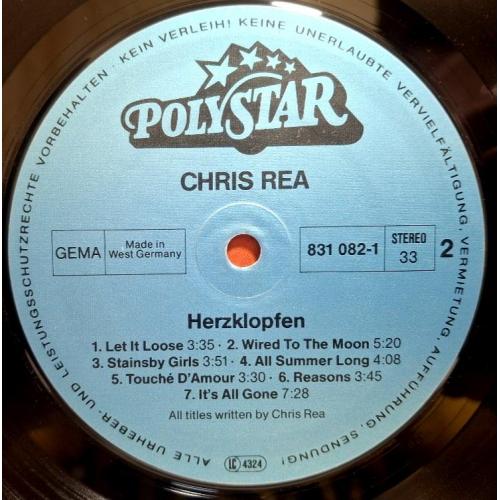 ALLE URHEBER- UND LEISTUNGSSCHUTZRECHTE VORBEHALTEN · KEIN VERLEIH! KEINE UNERLAUBTE VERVIELFÄLTIGUNG, VERMIETUNG, AUFFÜHRUNG, SENDUNG!
POLYSTAR
CHRIS REA
GEMA
Made in
West Germany
831 082-1
STEREO
33
2
Herzklopfen
1. Let It Loose 3:35 · 2. Wired To The Moon 5:20
3. Stainsby Girls 3:51 · 4. All Summer Long 4:08
5. Touché D'Amour 3:30 · 6. Reasons 3:45
7. It's All Gone 7:28
All titles written by Chris Rea
LC 4324